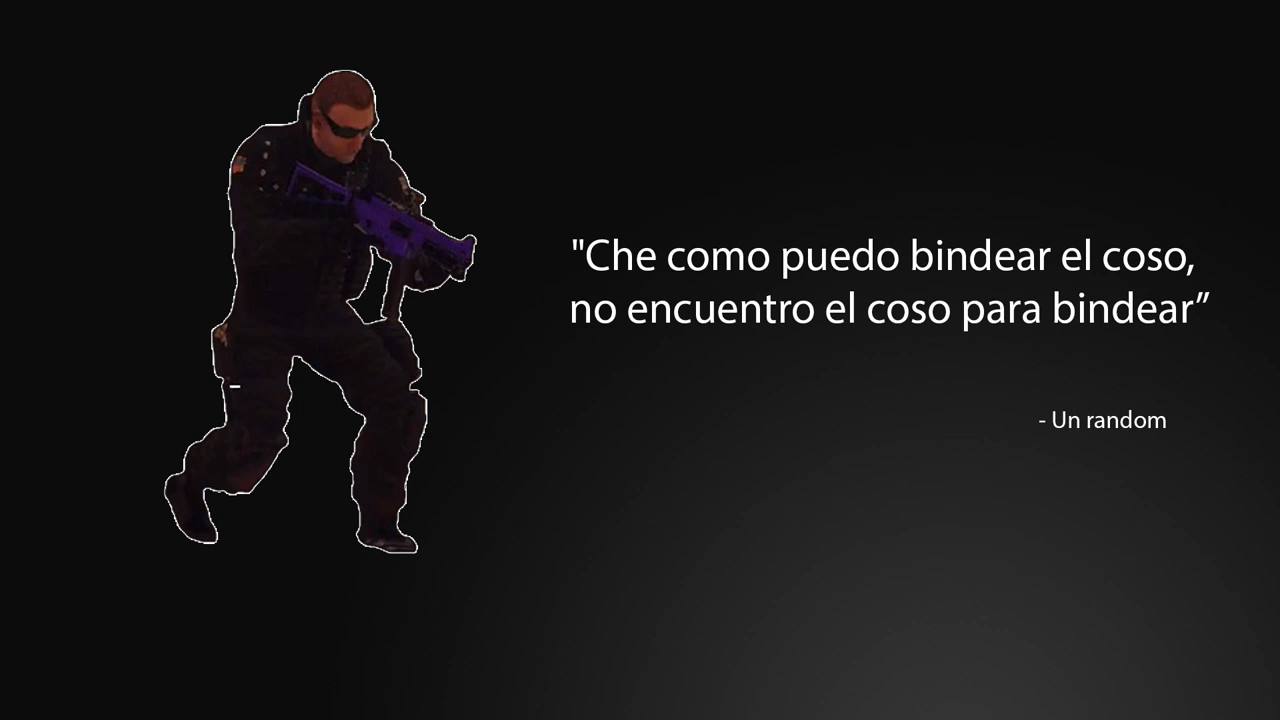 "Che como puedo bindear el coso,
no encuentro el coso para bindear”
- Un random